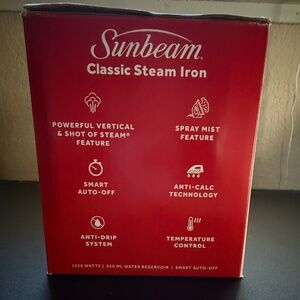 Sunbeam®
Classic Steam Iron
POWERFUL VERTICAL
& SHOT OF STEAM®
FEATURE
SPRAY MIST
FEATURE
SMART
AUTO-OFF
ANTI-CALC
TECHNOLOGY
ANTI-DRIP
SYSTEM
TEMPERATURE
CONTROL
1200 WATTS | 250 ML WATER RESERVOIR | SMART AUTO-OFF